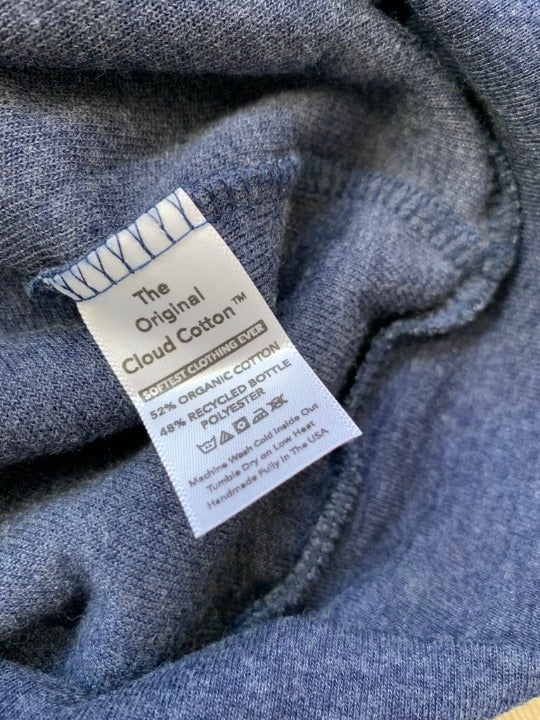 The
Original
Cloud Cotton™
SOFTEST CLOTHING EVER
52% ORGANIC COTTON
48% RECYCLED BOTTLE
POLYESTER
Machine Wash Cold Inside Out
Tumble Dry on Low Heat
Handmade Fully In The USA